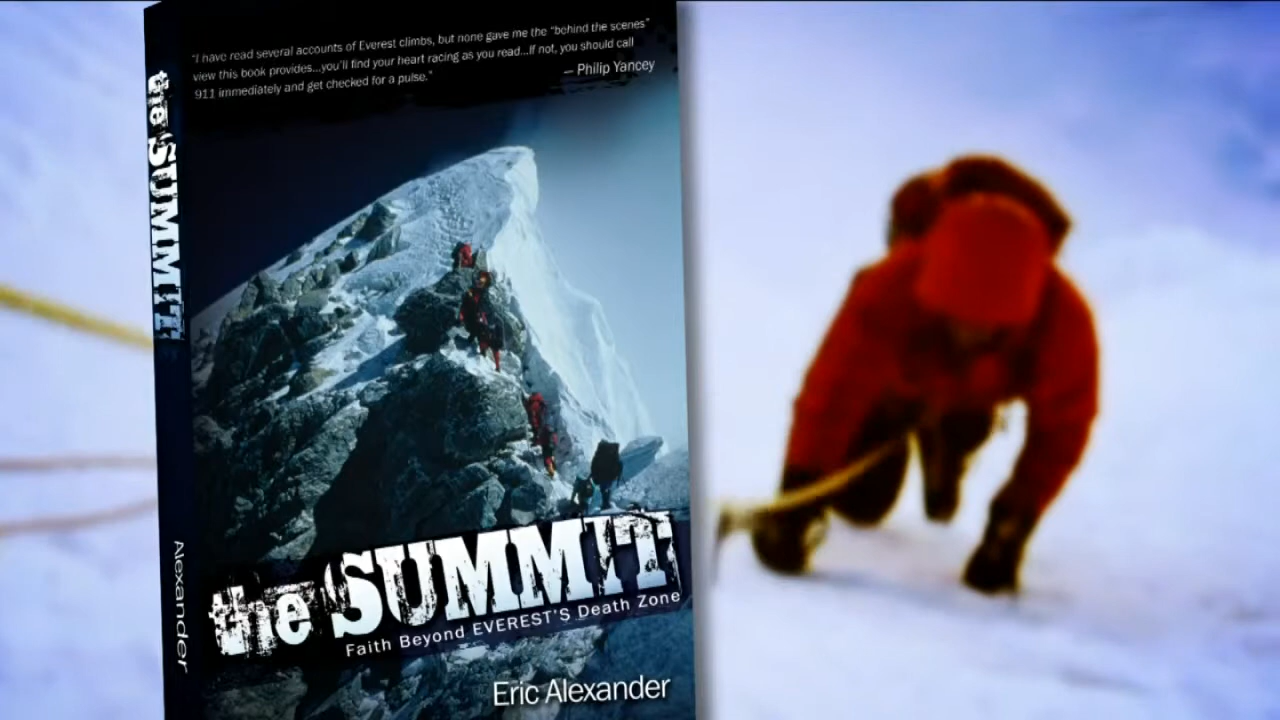 "I have read several accounts of Everest climbs, but none gave me the "behind the scenes"
view this book provides...you'll find your heart racing as you read...If not, you should call
911 immediately and get checked for a pulse."
— Philip Yancey
the SUMMIT
Alexander
the SUMMIT
Faith Beyond EVEREST'S Death Zone
Eric Alexander